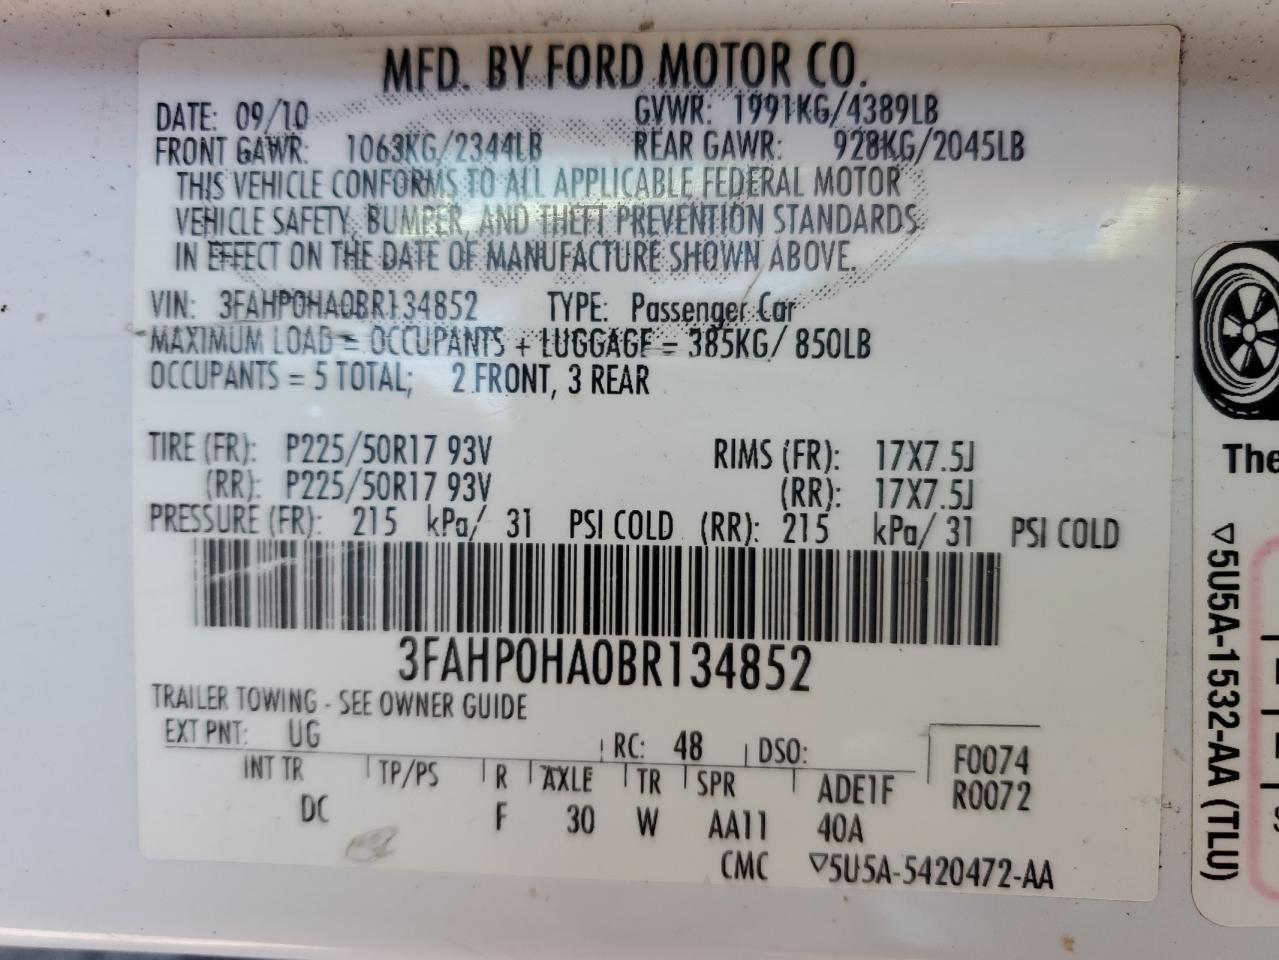 MFD. BY FORD MOTOR CO.
DATE: 09/10 GVWR: 1991KG/4389LB
FRONT GAWR: 1063KG/2344LB REAR GAWR: 928KG/2045LB
THIS VEHICLE CONFORMS TO ALL APPLICABLE FEDERAL MOTOR
VEHICLE SAFETY, BUMPER, AND THEFT PREVENTION STANDARDS
IN EFFECT ON THE DATE OF MANUFACTURE SHOWN ABOVE.
VIN: 3FAHP0HA0BR134852 TYPE: Passenger Car
MAXIMUM LOAD = OCCUPANTS + LUGGAGE = 385KG/ 850LB
OCCUPANTS = 5 TOTAL; 2 FRONT, 3 REAR
TIRE (FR): P225/50R17 93V RIMS (FR): 17X7.5J
(RR): P225/50R17 93V (RR): 17X7.5J
PRESSURE (FR): 215 kPa/ 31 PSI COLD (RR): 215 kPa/ 31 PSI COLD
3FAHP0HA0BR134852
TRAILER TOWING - SEE OWNER GUIDE
EXT PNT: UG RC: 48 DSO: F0074
INT TR TP/PS R AXLE TR SPR ADE1F R0072
DC F 30 W AA11 40A
CMC ▽5U5A-5420472-AA
The
▽5U5A-1532-AA (TLU)